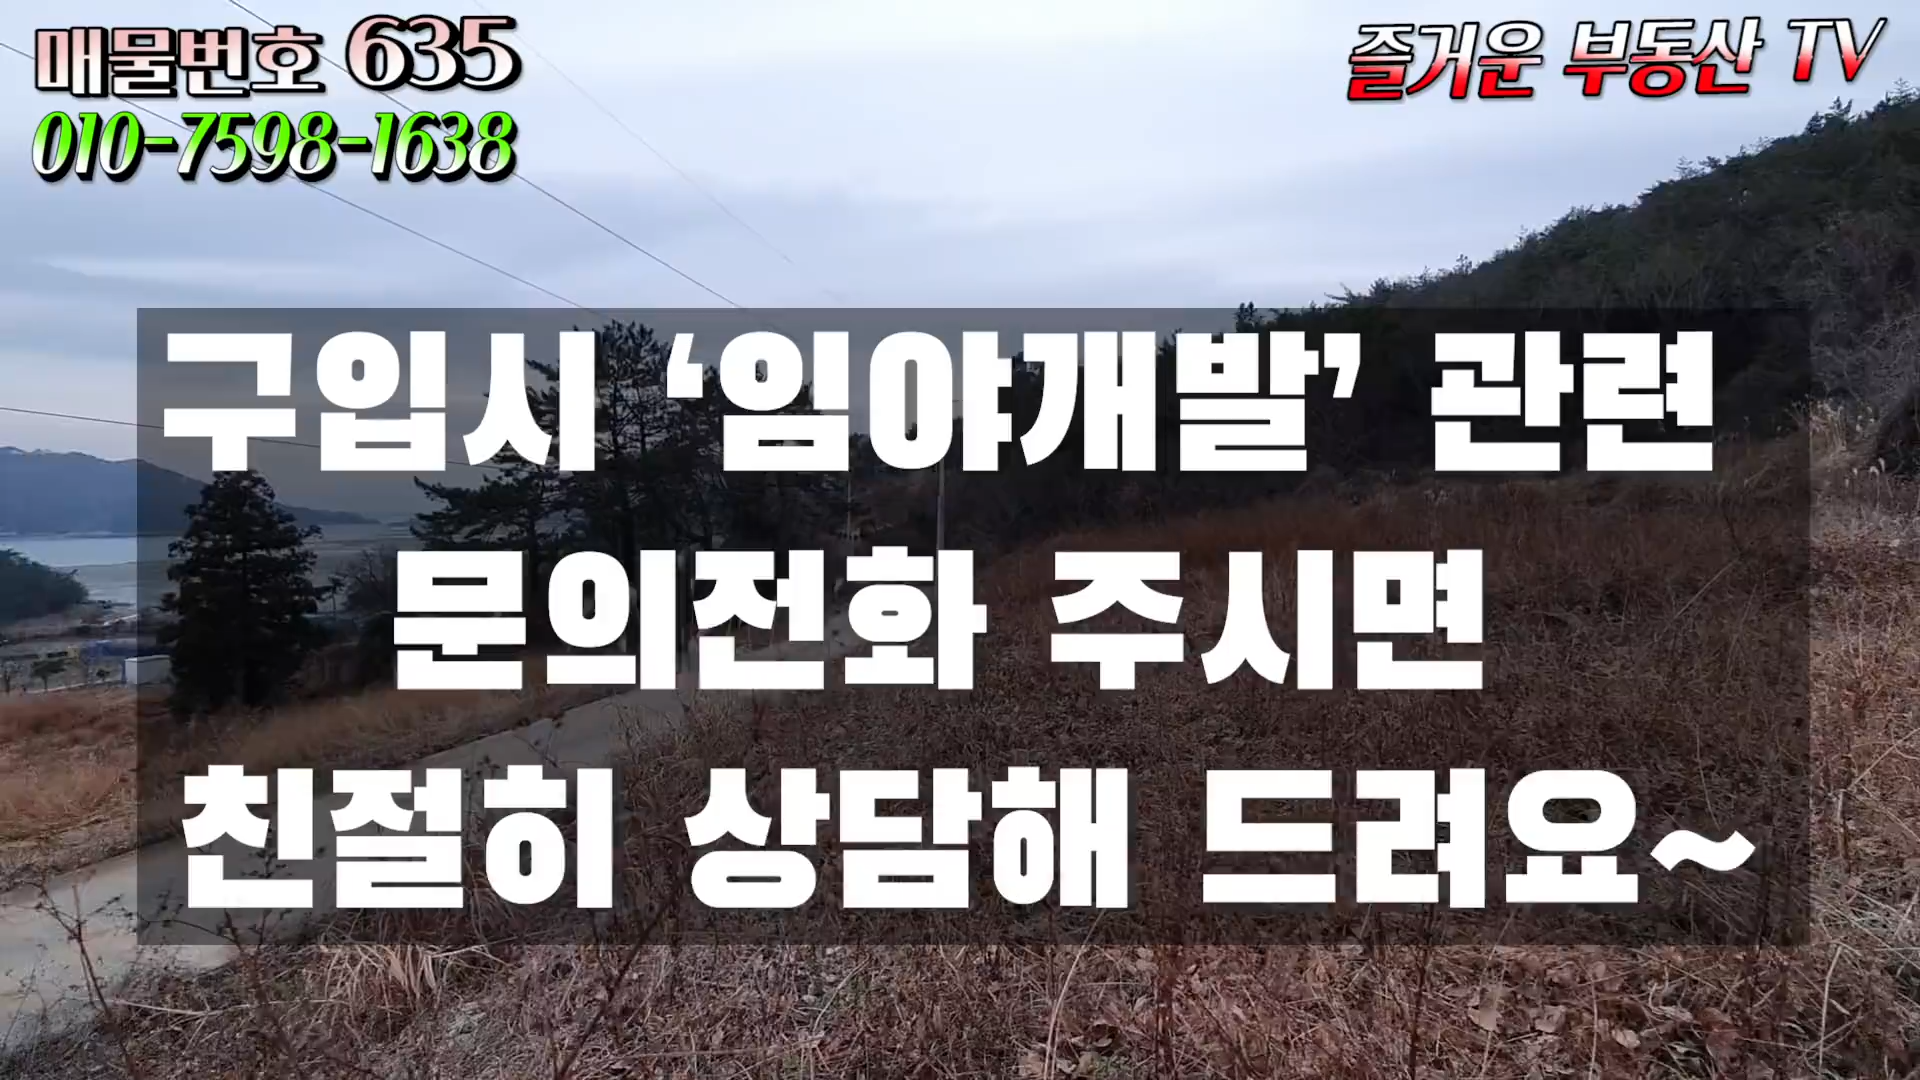 매물번호 635
즐거운 부동산 TV
010-7598-1638
구입시 ‘임야개발’ 관련
문의전화 주시면
친절히 상담해 드려요~